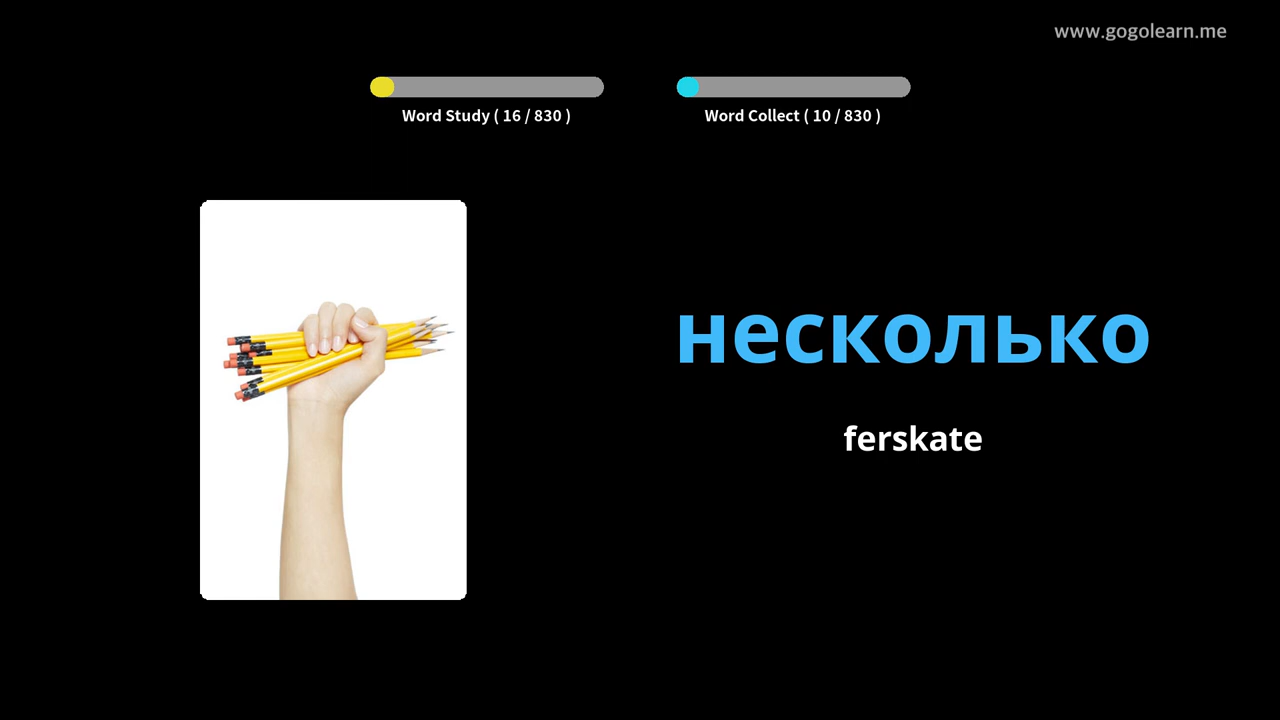 www.gogolearn.me
Word Study ( 16 / 830 )
Word Collect ( 10 / 830 )
несколько
ferskate